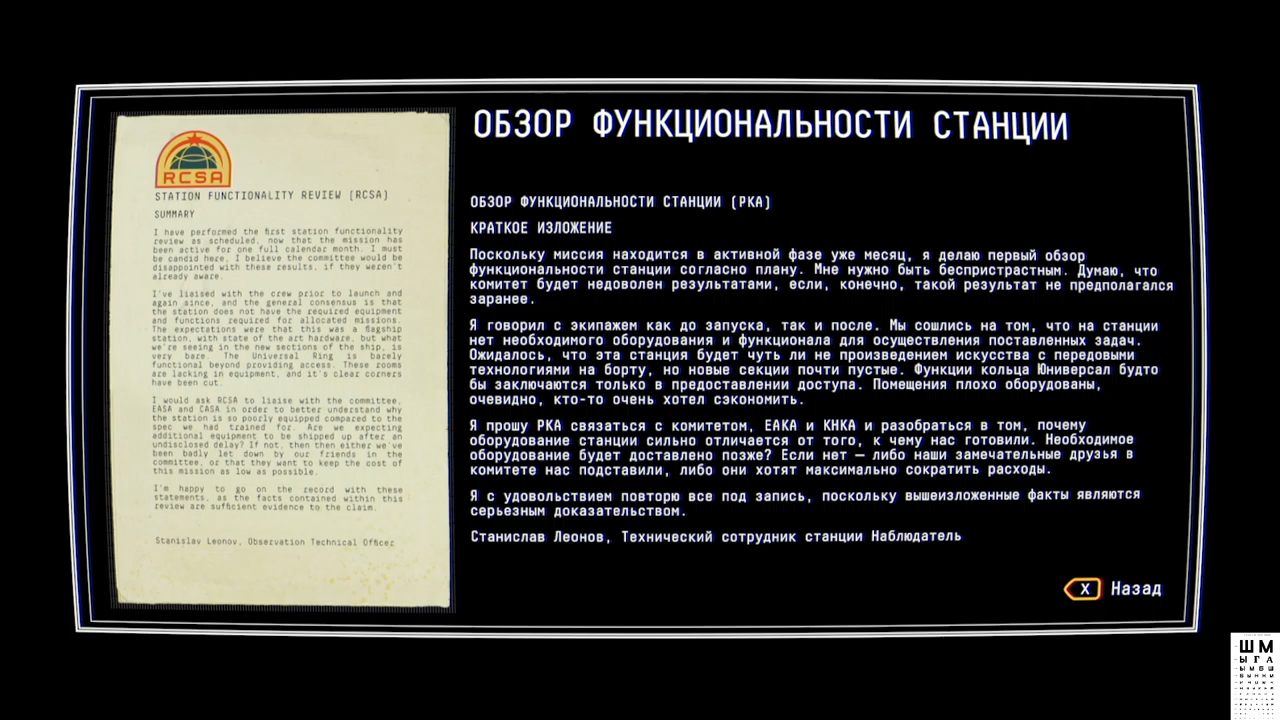 RCSA
STATION FUNCTIONALITY REVIEW (RCSA)
SUMMARY
I have performed the first station functionality
review as scheduled, now that the mission has
been active for one full calendar month. I must
be candid here, I believe the committee would be
disappointed with these results, if they weren't
already aware.
I've liaised with the crew prior to launch and
again since, and the general consensus is that
the station does not have the required equipment
and functions required for allocated missions.
The expectations were that this was a flagship
station, with state of the art hardware, but what
we're seeing in the new sections of the ship, is
very bare. The Universal Ring is barely
functional beyond providing access. These rooms
are lacking in equipment, and it's clear corners
have been cut.
I would ask RCSA to liaise with the committee,
EASA and CASA in order to better understand why
the station is so poorly equipped compared to the
spec we had trained for. Are we expecting
additional equipment to be shipped up after an
undisclosed delay? If not, then then either we've
been badly let down by our friends in the
committee, or that they want to keep the cost of
this mission as low as possible.
I'm happy to go on the record with these
statements, as the facts contained within this
review are sufficient evidence to the claim.
Stanislav Leonov, Observation Technical Officer
ОБЗОР ФУНКЦИОНАЛЬНОСТИ СТАНЦИИ
ОБЗОР ФУНКЦИОНАЛЬНОСТИ СТАНЦИИ (РКА)
КРАТКОЕ ИЗЛОЖЕНИЕ
Поскольку миссия находится в активной фазе уже месяц, я делаю первый обзор
функциональности станции согласно плану. Мне нужно быть беспристрастным. Думаю, что
комитет будет недоволен результатами, если, конечно, такой результат не предполагался
заранее.
Я говорил с экипажем как до запуска, так и после. Мы сошлись на том, что на станции
нет необходимого оборудования и функционала для осуществления поставленных задач.
Ожидалось, что эта станция будет чуть ли не произведением искусства с передовыми
технологиями на борту, но новые секции почти пустые. Функции кольца Юниверсал будто
бы заключаются только в предоставлении доступа. Помещения плохо оборудованы,
очевидно, кто-то очень хотел сэкономить.
Я прошу РКА связаться с комитетом, ЕАКА и КНКА и разобраться в том, почему
оборудование станции сильно отличается от того, к чему нас готовили. Необходимое
оборудование будет доставлено позже? Если нет — либо наши замечательные друзья в
комитете нас подставили, либо они хотят максимально сократить расходы.
Я с удовольствием повторю все под запись, поскольку вышеизложенные факты являются
серьезным доказательством.
Станислав Леонов, Технический сотрудник станции Наблюдатель
X Назад
Ш М
Ы Г А
Ы М Б Ш